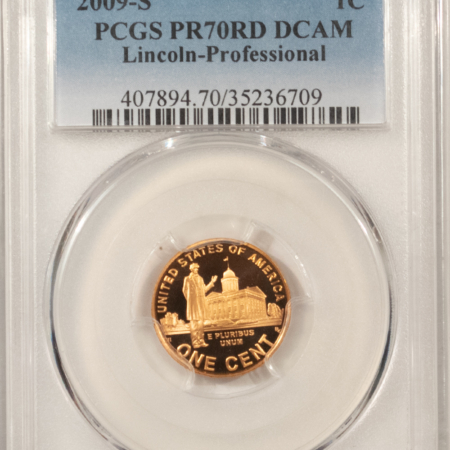 2009-S 1C
PCGS PR70RD DCAM
Lincoln-Professional
407894.70/35236709
UNITED STATES OF AMERICA
E PLURIBUS
UNUM
ONE CENT